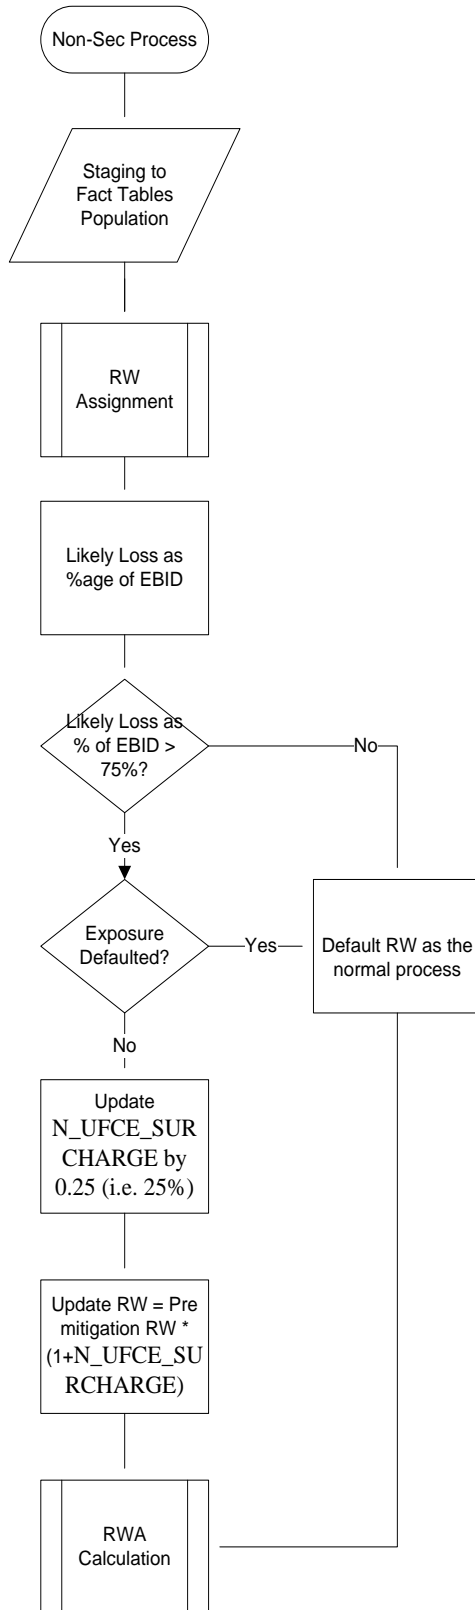 Non-Sec Process
Staging to
Fact Tables
Population
RW
Assignment
Likely Loss as
%age of EBID
Likely Loss as
% of EBID >
75%?
No
Yes
Exposure
Defaulted?
Yes
Default RW as the
normal process
No
Update
N_UFCE_SUR
CHARGE by
0.25 (i.e. 25%)
Update RW = Pre
mitigation RW *
(1+N_UFCE_SU
RCHARGE)
RWA
Calculation